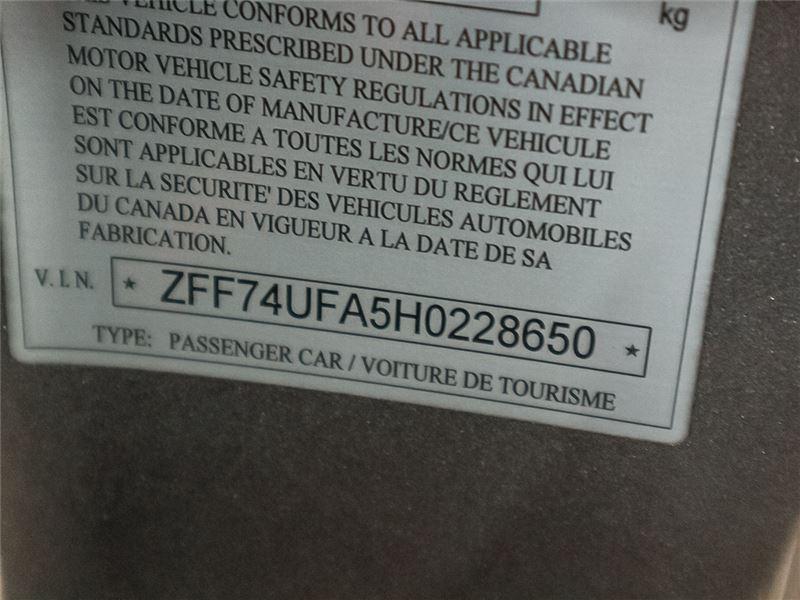 kg
VEHICLE CONFORMS TO ALL APPLICABLE
STANDARDS PRESCRIBED UNDER THE CANADIAN
MOTOR VEHICLE SAFETY REGULATIONS IN EFFECT
ON THE DATE OF MANUFACTURE/CE VEHICULE
EST CONFORME A TOUTES LES NORMES QUI LUI
SONT APPLICABLES EN VERTU DU REGLEMENT
SUR LA SECURITE' DES VEHICULES AUTOMOBILES
DU CANADA EN VIGUEUR A LA DATE DE SA
FABRICATION.
V. I. N. ★ ZFF74UFA5H0228650 ★
TYPE: PASSENGER CAR / VOITURE DE TOURISME